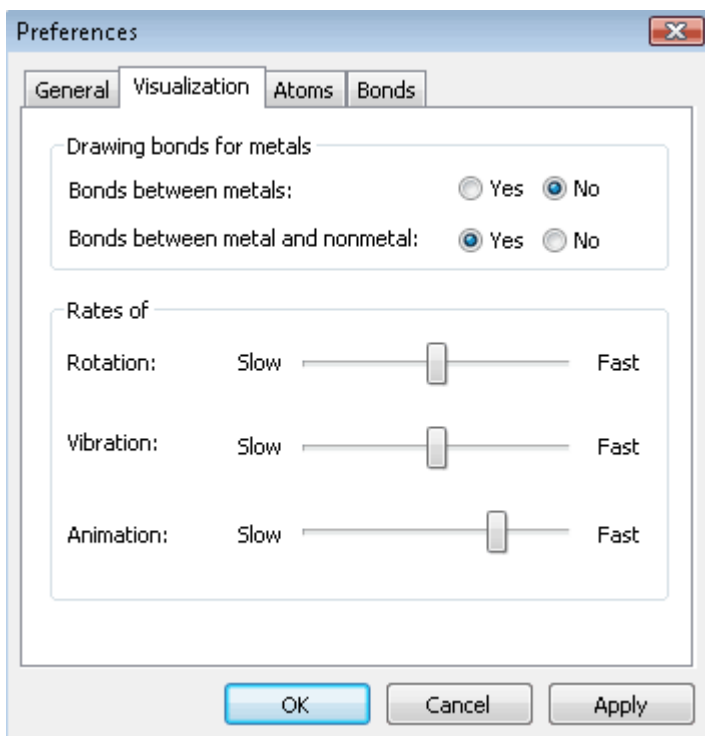 Preferences
General Visualization Atoms Bonds
Drawing bonds for metals
Bonds between metals: Yes No
Bonds between metal and nonmetal: Yes No
Rates of
Rotation: Slow Fast
Vibration: Slow Fast
Animation: Slow Fast
OK Cancel Apply